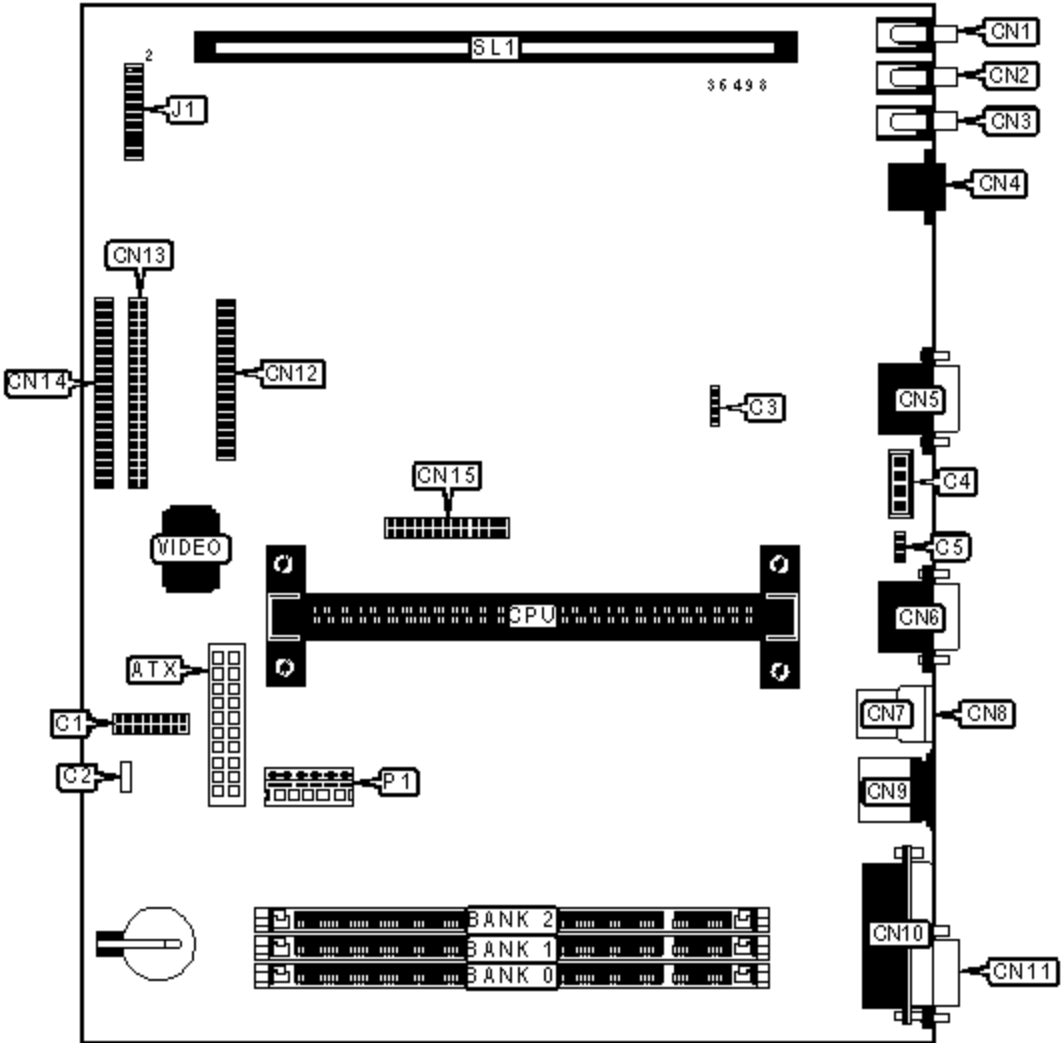 SL1
CN1
2
CN2
36498
J1
CN3
CN4
CN13
CN14
CN12
CN5
C3
CN15
C4
VIDEO
C5
CPU
CN6
ATX
C1
CN7
CN8
C2
P1
CN9
BANK 2
CN10
BANK 1
BANK 0
CN11